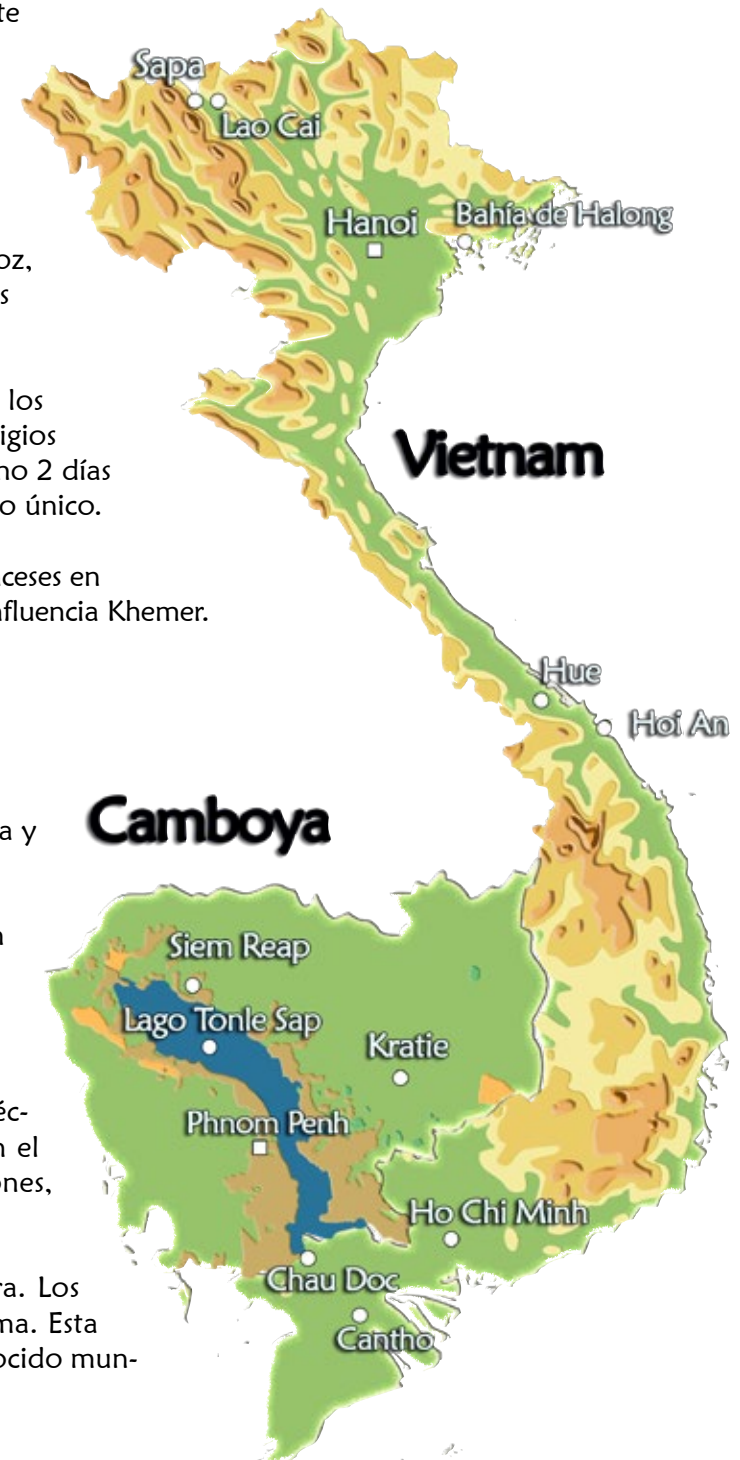 te
Sapa
Lao Cai
Hanoi
Bahía de Halong
oz,
s
los
igios
no 2 días
o único.
Vietnam
ceses en
nfluencia Khemer.
Hue
Hoi An
Camboya
a y
Siem Reap
Lago Tonle Sap
Kratie
éc-
Phnom Penh
n el
ones,
Ho Chi Minh
Chau Doc
ra. Los
ma. Esta
Cantho
ocido mun-